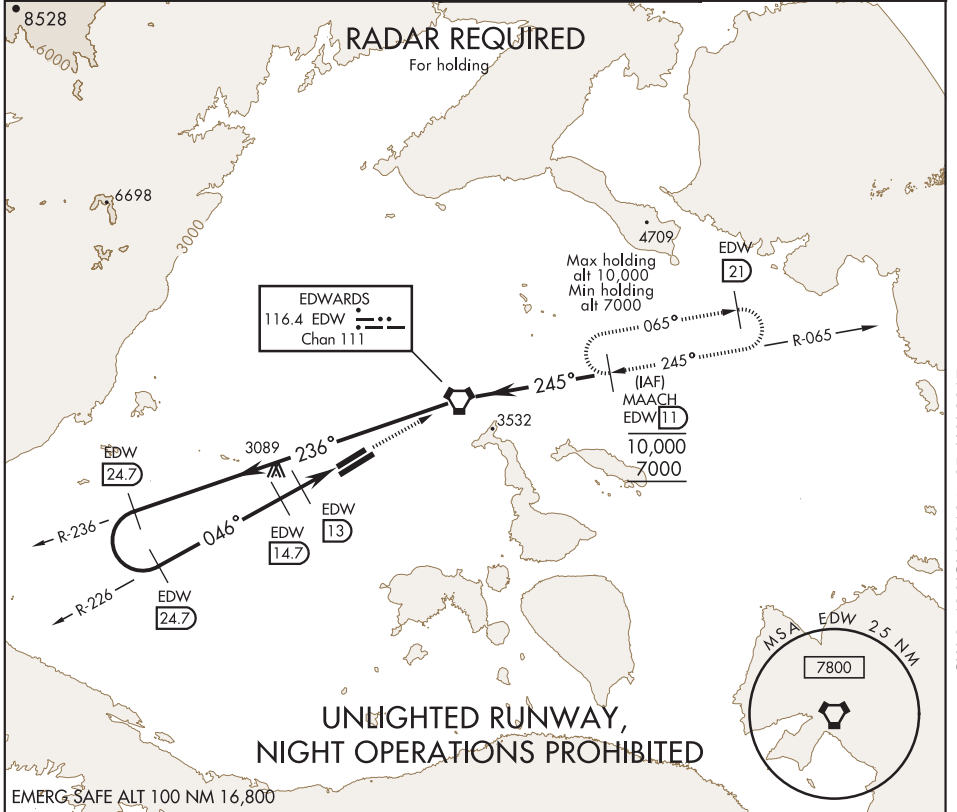 8528
6000
RADAR REQUIRED
For holding
6698
3000
4709
Max holding
alt 10,000
Min holding
alt 7000
EDW
21
EDWARDS
116.4 EDW
Chan 111
065°
245°
R-065
245°
(IAF)
MAACH
EDW 11
10,000
7000
3532
3089
236°
EDW
24.7
R-236
046°
EDW
13
EDW
14.7
R-226
EDW
24.7
MSA EDW 25 NM
7800
UNLIGHTED RUNWAY,
NIGHT OPERATIONS PROHIBITED
EMERG SAFE ALT 100 NM 16,800